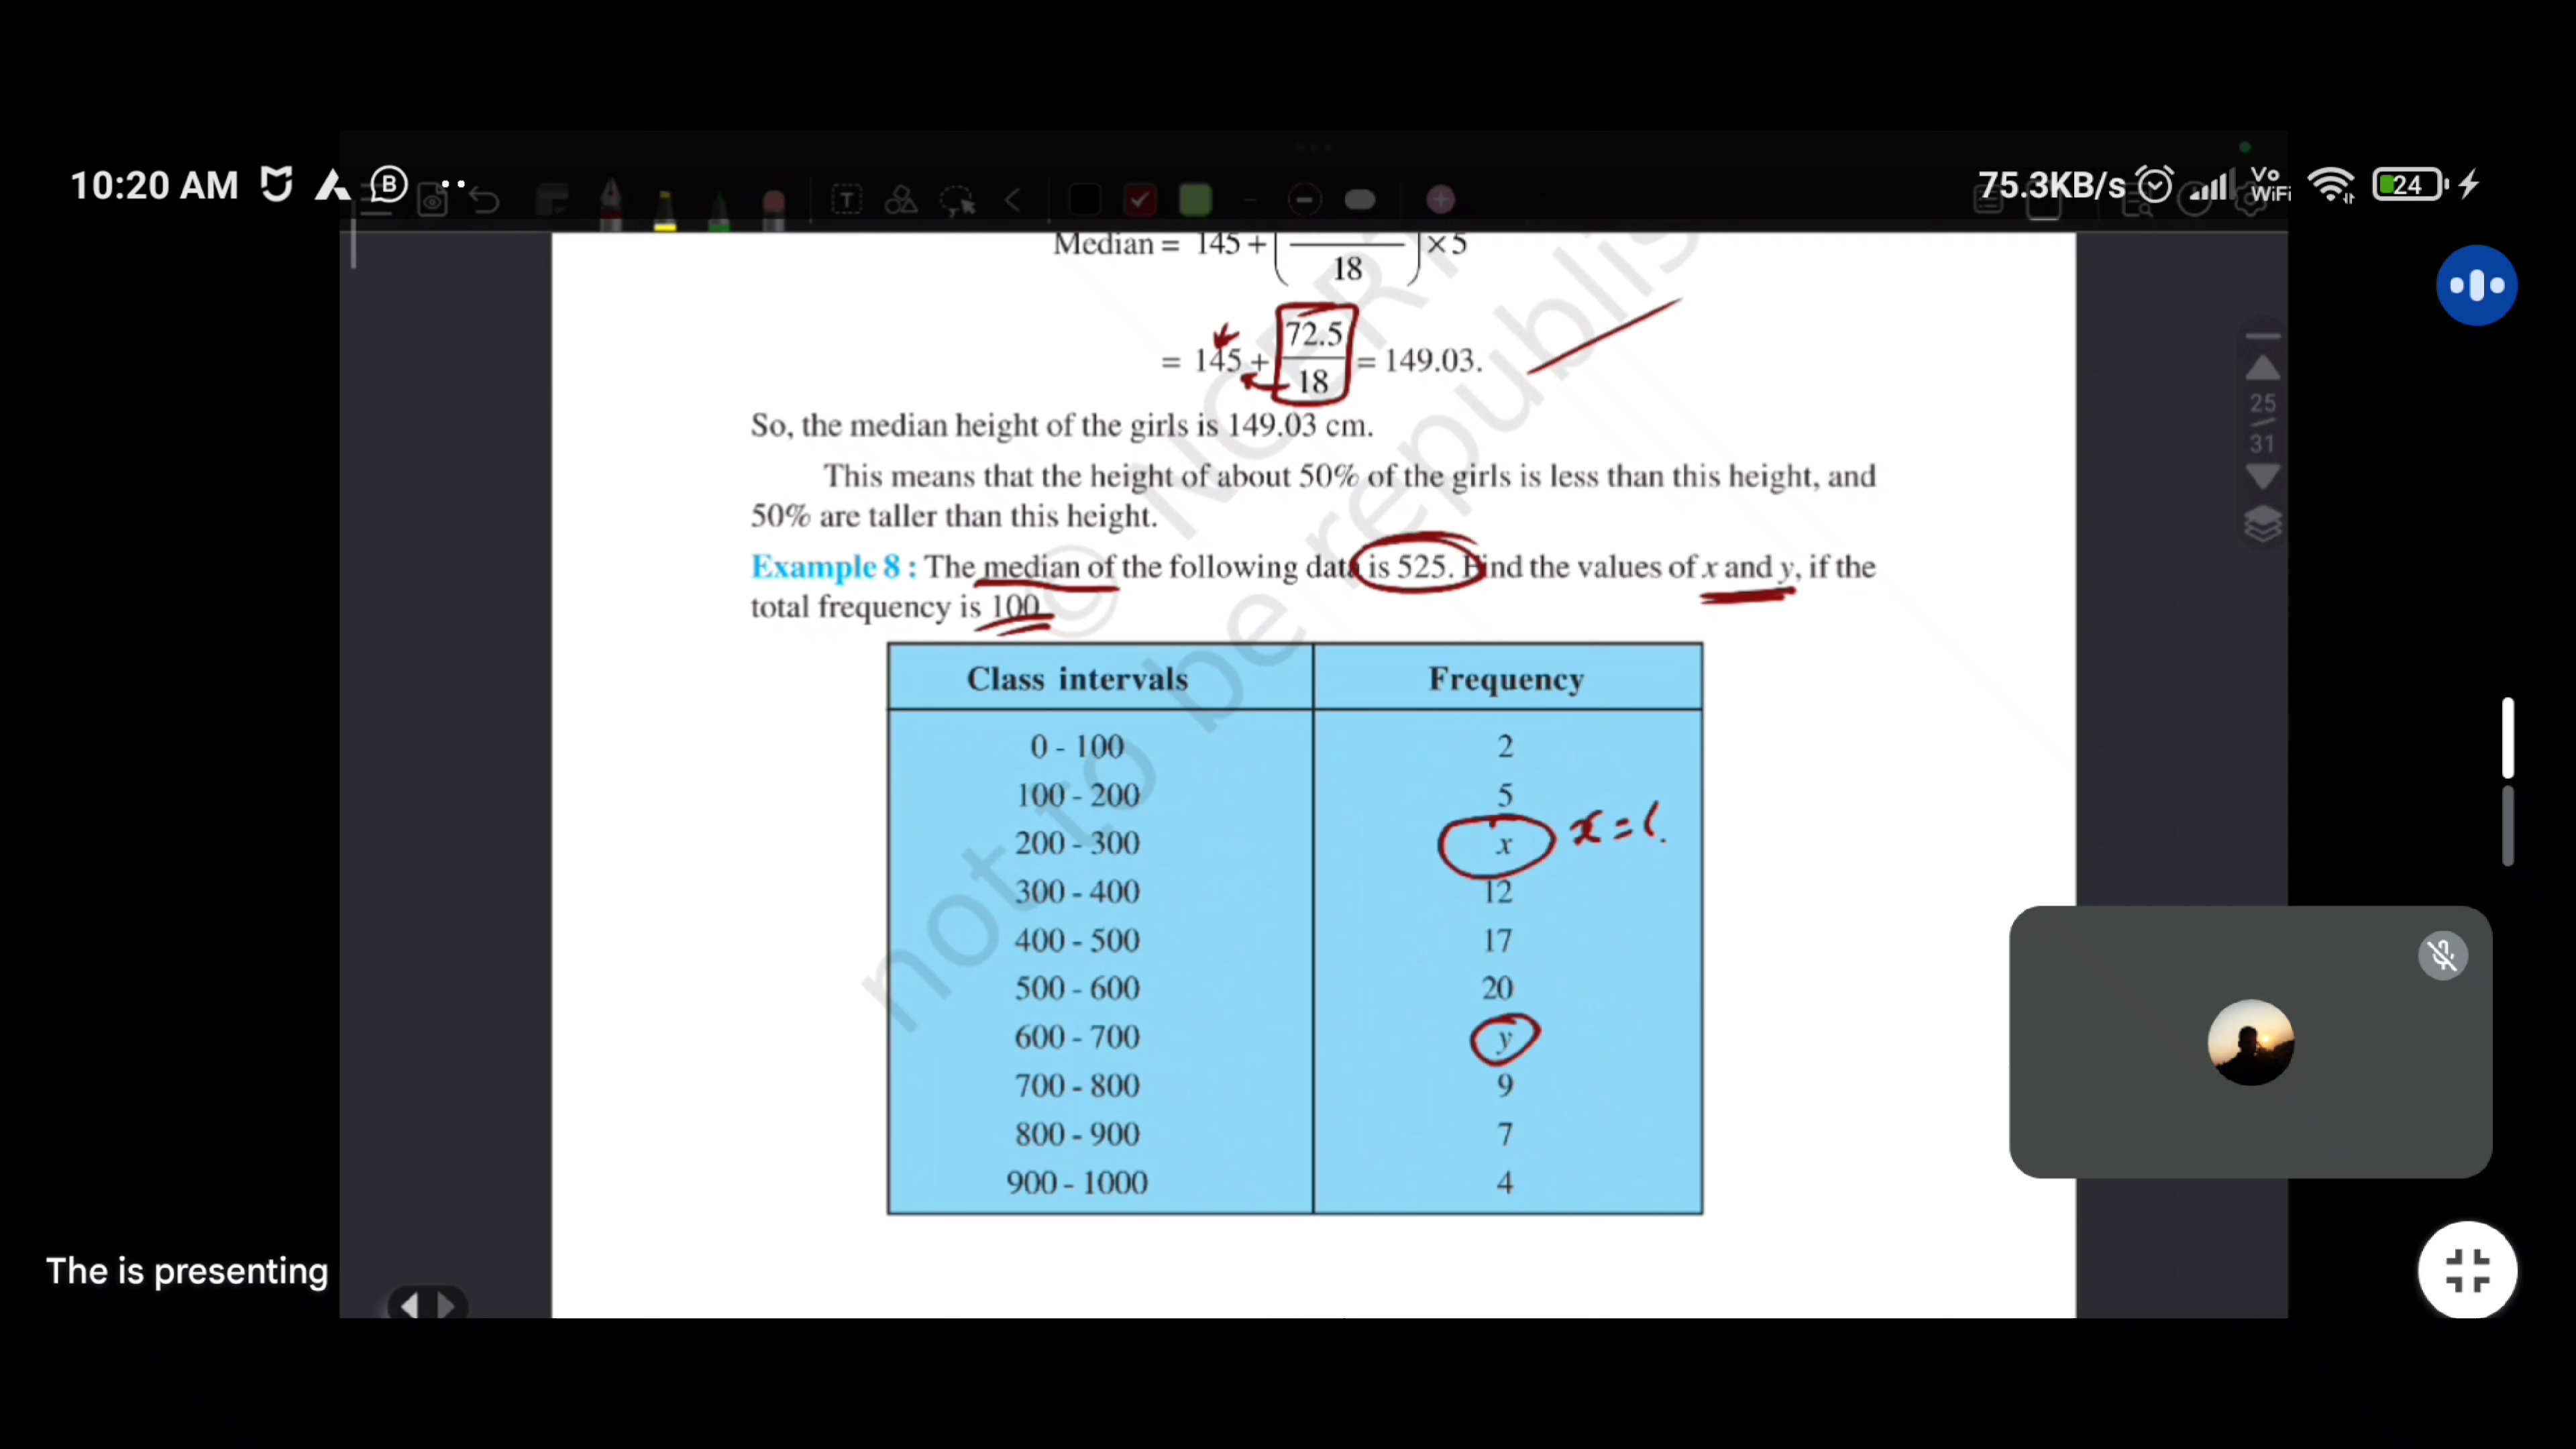 10:20 AM
75.3KB/s Vo WiFi 24
Median = 145 + ( / 18 ) × 5
= 145 + 72.5/18 = 149.03.
So, the median height of the girls is 149.03 cm.
This means that the height of about 50% of the girls is less than this height, and
50% are taller than this height.
Example 8 : The median of the following data is 525. Find the values of x and y, if the
total frequency is 100
Class intervals Frequency
0 - 100 2
100 - 200 5
200 - 300 x x =
300 - 400 12
400 - 500 17
500 - 600 20
600 - 700 y
700 - 800 9
800 - 900 7
900 - 1000 4
25
31
not to be republis
© NCER
The is presenting